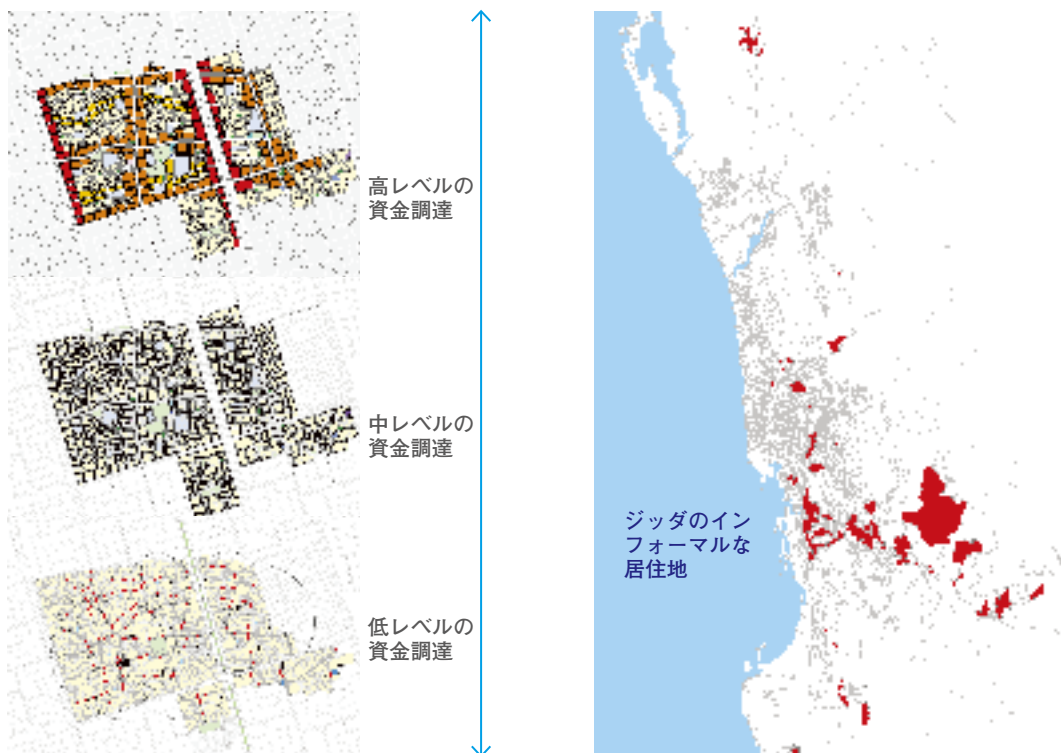 高レベルの
資金調達
中レベルの
資金調達
低レベルの
資金調達
ジッダのイン
フォーマルな
居住地